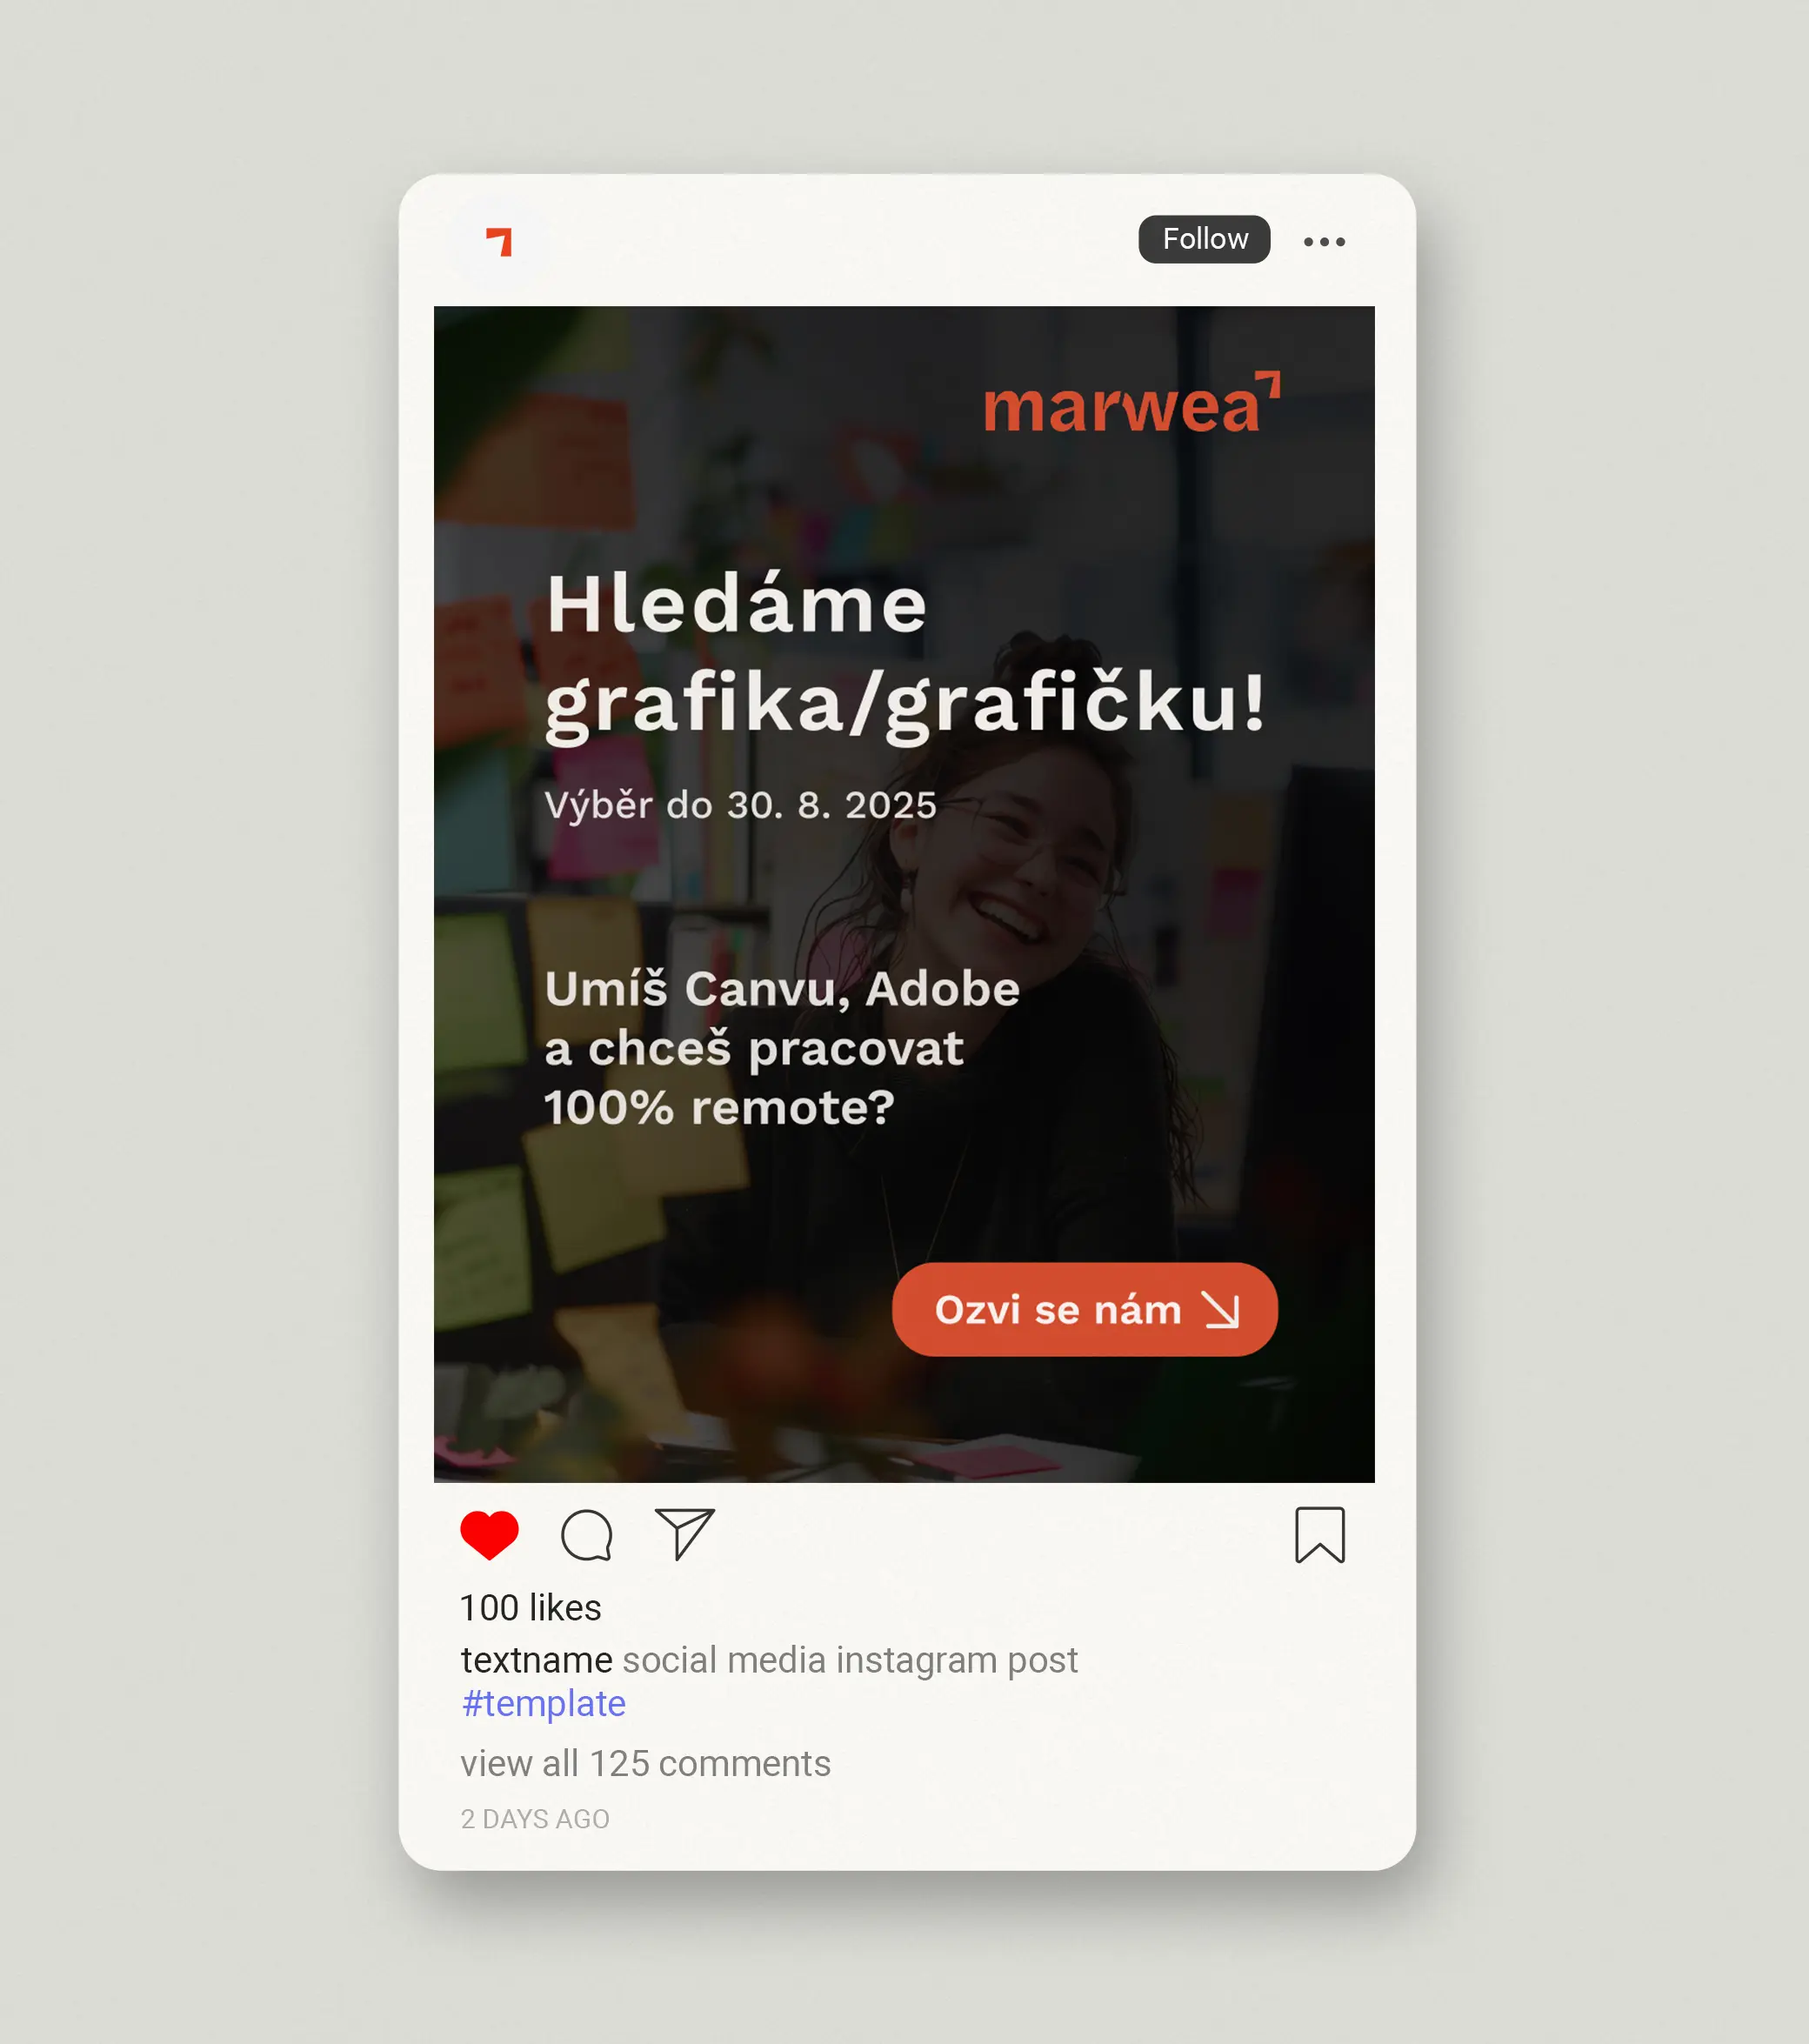 Follow
marwea
Hledáme
grafika/grafičku!
Výběr do 30. 8. 2025
Umíš Canvu, Adobe
a chceš pracovat
100% remote?
Ozvi se nám
100 likes
textname social media instagram post
#template
view all 125 comments
2 DAYS AGO